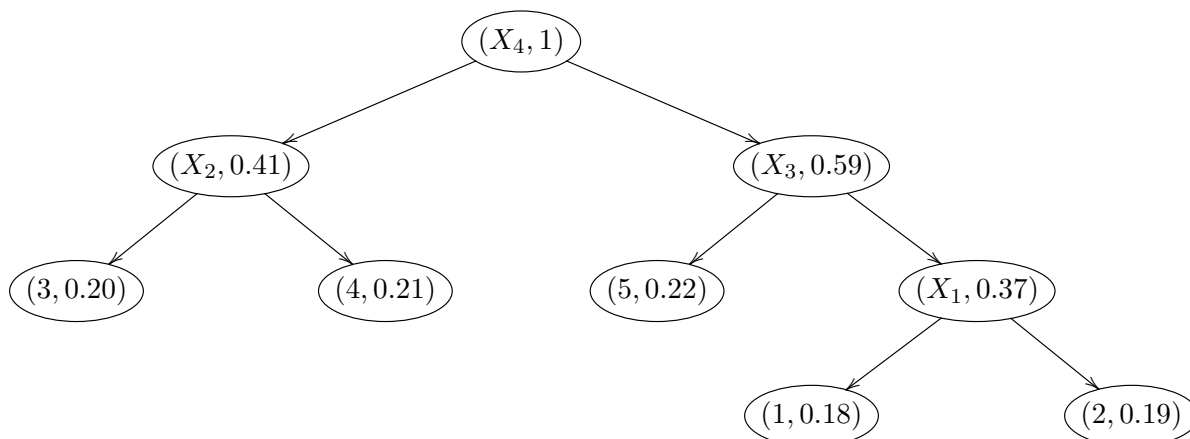 (X₄, 1)
(X₂, 0.41)
(X₃, 0.59)
(3, 0.20)
(4, 0.21)
(5, 0.22)
(X₁, 0.37)
(1, 0.18)
(2, 0.19)